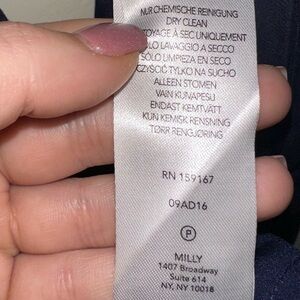 NUR CHEMISCHE REINIGUNG
DRY CLEAN
TOYAGE À SEC UNIQUEMENT
SOLO LAVAGGIO A SECCO
SÓLO LIMPIEZA EN SECO
CZYŚCIĆ TYLKO NA SUCHO
ALLEEN STOMEN
VAIN KUIVAPESU
ENDAST KEMTVÄTT
KUN KEMISK RENSNING
TØRR RENGJØRING
RN 159167
09AD16
P
MILLY
1407 Broadway
Suite 614
NY, NY 10018